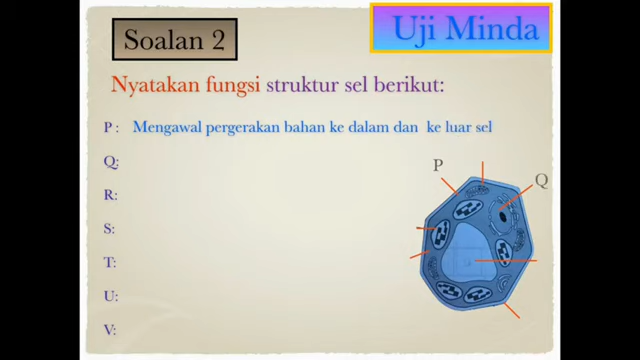 Uji Minda
Soalan 2
Nyatakan fungsi struktur sel berikut:
P : Mengawal pergerakan bahan ke dalam dan ke luar sel
Q:
R:
S:
T:
U:
V:
P
Q